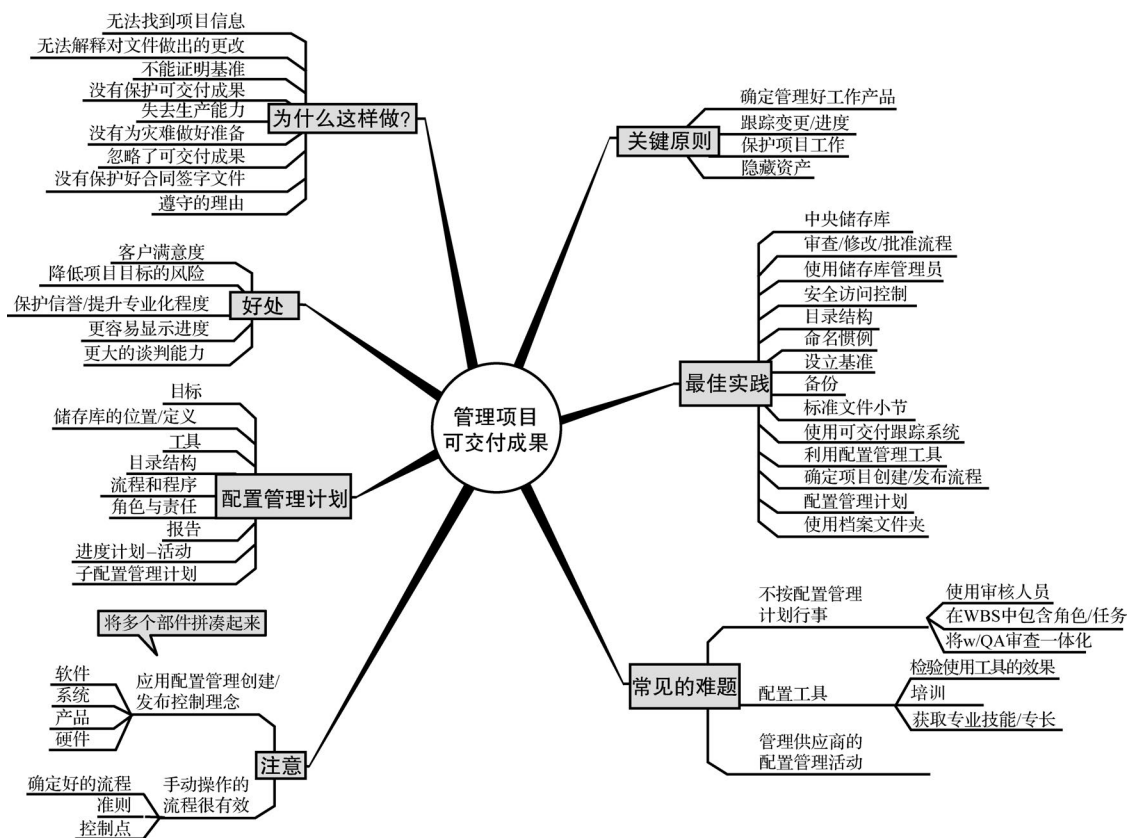 管理项目
可交付成果
为什么这样做?
无法找到项目信息
无法解释对文件做出的更改
不能证明基准
没有保护可交付成果
失去生产能力
没有为灾难做好准备
忽略了可交付成果
没有保护好合同签字文件
遵守的理由
好处
客户满意度
降低项目目标的风险
保护信誉/提升专业化程度
更容易显示进度
更大的谈判能力
配置管理计划
目标
储存库的位置/定义
工具
目录结构
流程和程序
角色与责任
报告
进度计划–活动
子配置管理计划
将多个部件拼凑起来
注意
应用配置管理创建/
发布控制理念
软件
系统
产品
硬件
手动操作的
流程很有效
确定好的流程
准则
控制点
关键原则
确定管理好工作产品
跟踪变更/进度
保护项目工作
隐藏资产
最佳实践
中央储存库
审查/修改/批准流程
使用储存库管理员
安全访问控制
目录结构
命名惯例
设立基准
备份
标准文件小节
使用可交付跟踪系统
利用配置管理工具
确定项目创建/发布流程
配置管理计划
使用档案文件夹
常见的难题
不按配置管理
计划行事
使用审核人员
在WBS中包含角色/任务
将w/QA审查一体化
配置工具
检验使用工具的效果
培训
获取专业技能/专长
管理供应商的
配置管理活动